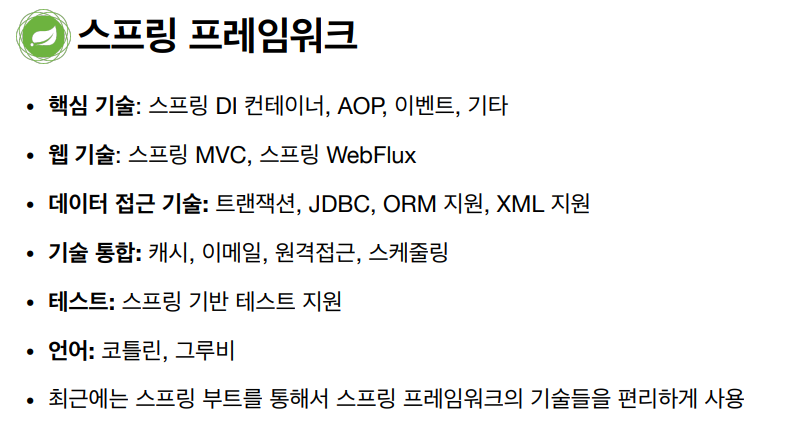 스프링 프레임워크
• 핵심 기술: 스프링 DI 컨테이너, AOP, 이벤트, 기타
• 웹 기술: 스프링 MVC, 스프링 WebFlux
• 데이터 접근 기술: 트랜잭션, JDBC, ORM 지원, XML 지원
• 기술 통합: 캐시, 이메일, 원격접근, 스케줄링
• 테스트: 스프링 기반 테스트 지원
• 언어: 코틀린, 그루비
• 최근에는 스프링 부트를 통해서 스프링 프레임워크의 기술들을 편리하게 사용